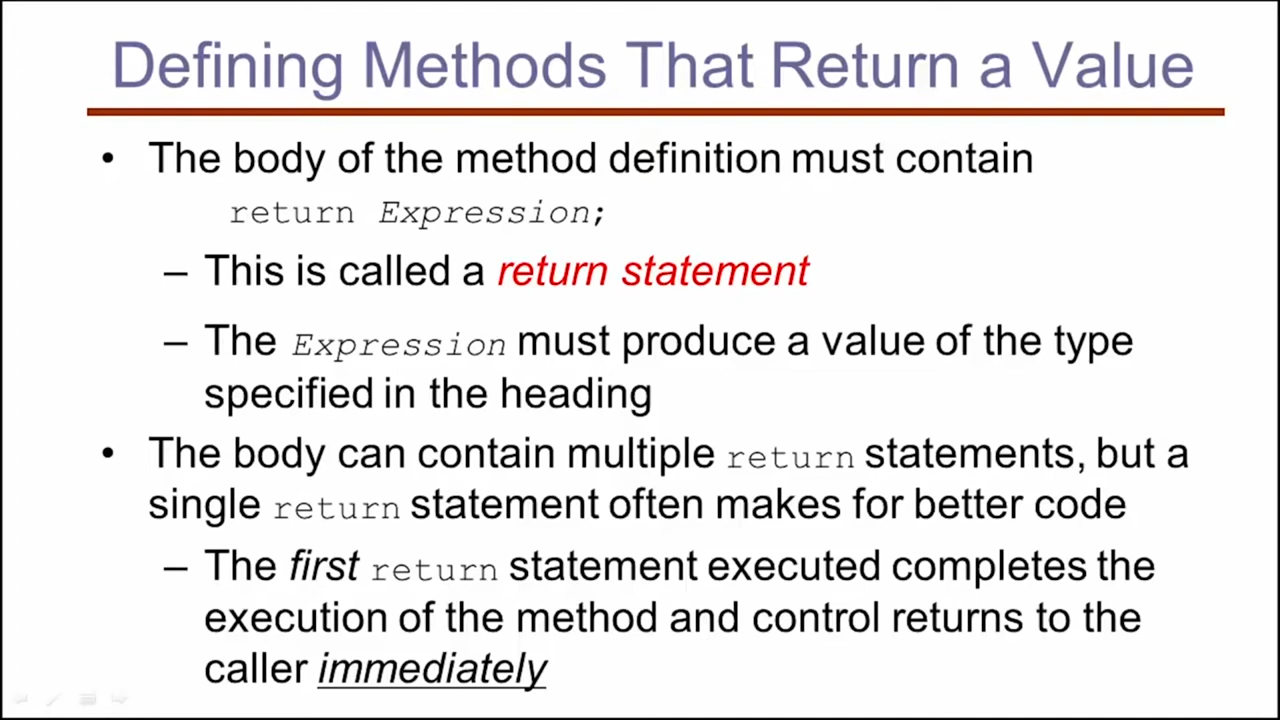 Defining Methods That Return a Value
• The body of the method definition must contain
return Expression;
– This is called a return statement
– The Expression must produce a value of the type
specified in the heading
• The body can contain multiple return statements, but a
single return statement often makes for better code
– The first return statement executed completes the
execution of the method and control returns to the
caller immediately